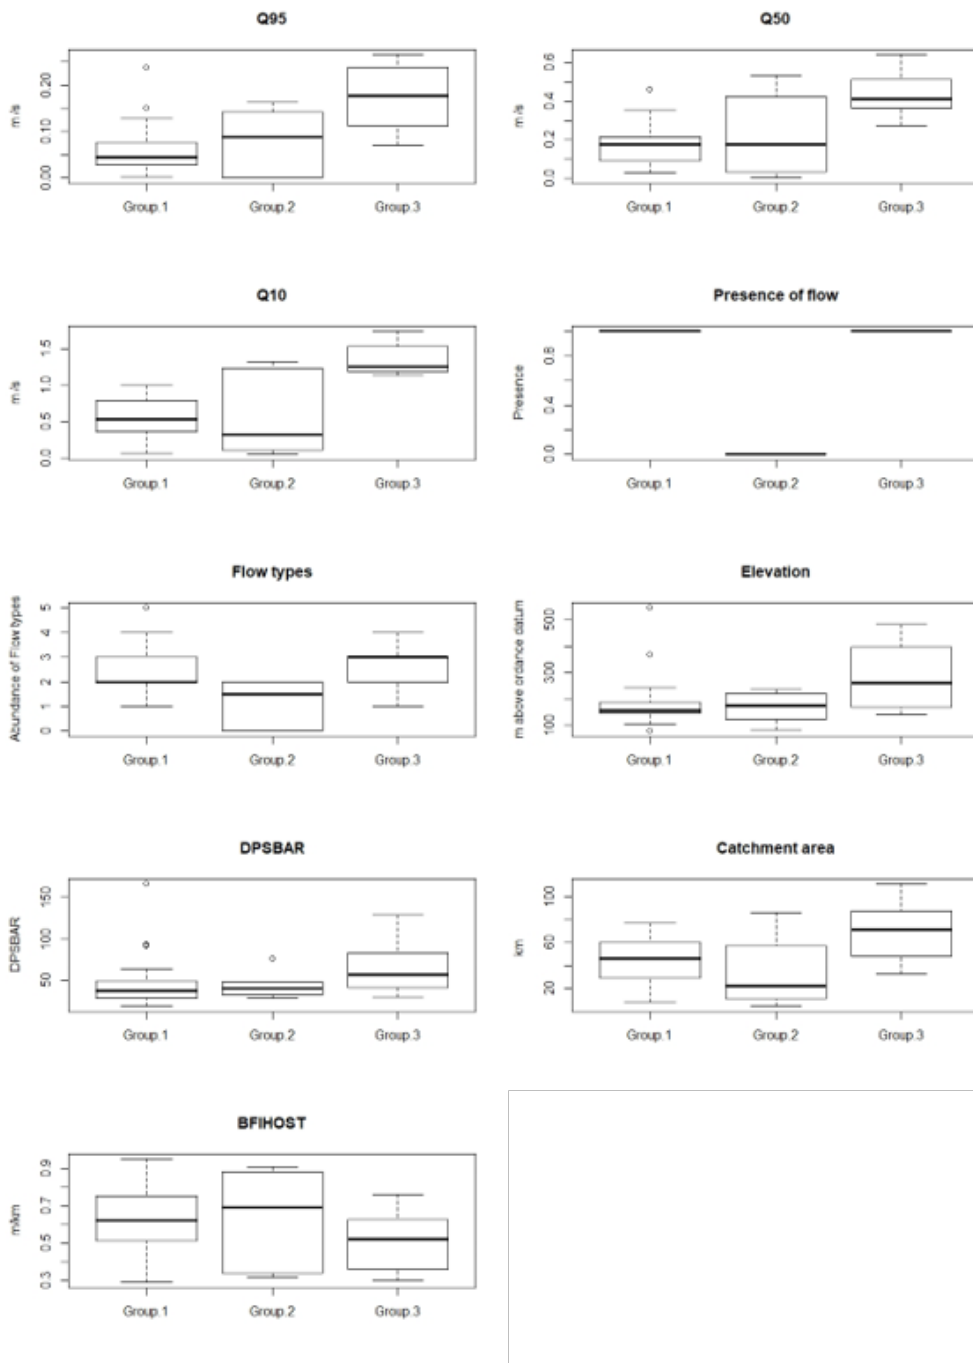 Q95
m /s
0.00 0.10 0.20
Group.1 Group.2 Group.3
Q50
m /s
0.0 0.2 0.4 0.6
Group.1 Group.2 Group.3
Q10
m /s
0.0 0.5 1.0 1.5
Group.1 Group.2 Group.3
Presence of flow
Presence
0.0 0.4 0.8
Group.1 Group.2 Group.3
Flow types
Abundance of Flow types
0 1 2 3 4 5
Group.1 Group.2 Group.3
Elevation
m above ordance datum
100 300 500
Group.1 Group.2 Group.3
DPSBAR
DPSBAR
50 100 150
Group.1 Group.2 Group.3
Catchment area
km
20 60 100
Group.1 Group.2 Group.3
BFIHOST
m/km
0.3 0.5 0.7 0.9
Group.1 Group.2 Group.3